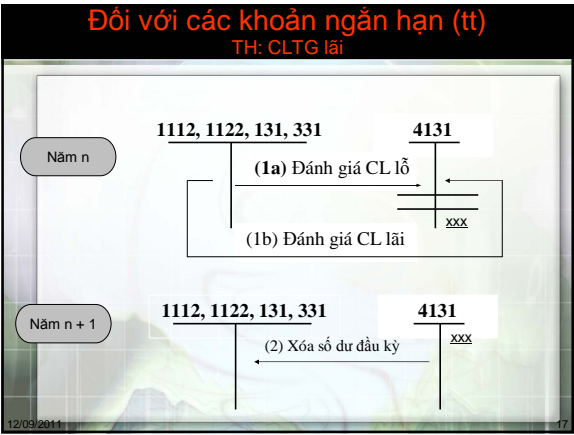 Đối với các khoản ngắn hạn (tt)
TH: CLTG lãi
1112, 1122, 131, 331 4131
Năm n
(1a) Đánh giá CL lỗ
xxx
(1b) Đánh giá CL lãi
1112, 1122, 131, 331 4131
Năm n + 1
xxx
(2) Xóa số dư đầu kỳ
12/09/2011 17